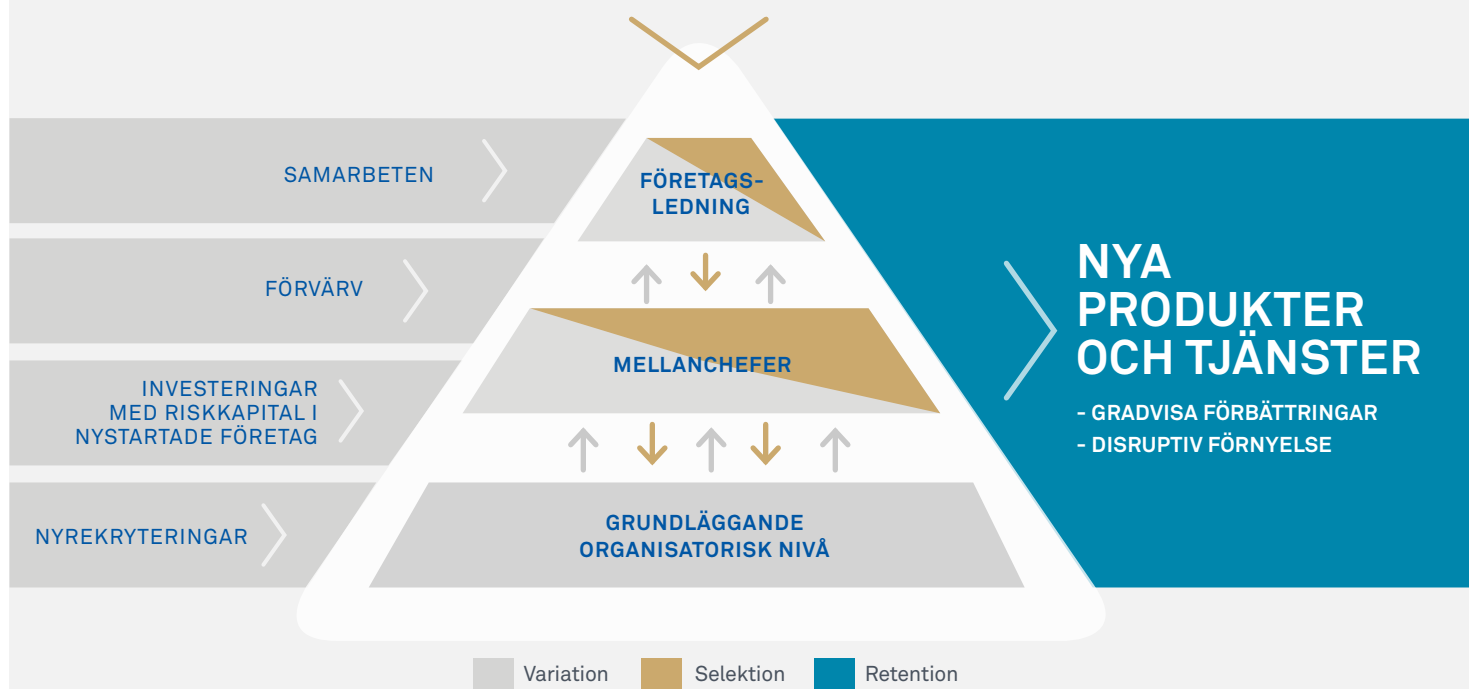 SAMARBETEN
FÖRVÄRV
INVESTERINGAR
MED RISKKAPITAL I
NYSTARTADE FÖRETAG
NYREKRYTERINGAR
FÖRETAGS-
LEDNING
MELLANCHEFER
GRUNDLÄGGANDE
ORGANISATORISK NIVÅ
NYA
PRODUKTER
OCH TJÄNSTER
- GRADVISA FÖRBÄTTRINGAR
- DISRUPTIV FÖRNYELSE
Variation
Selektion
Retention